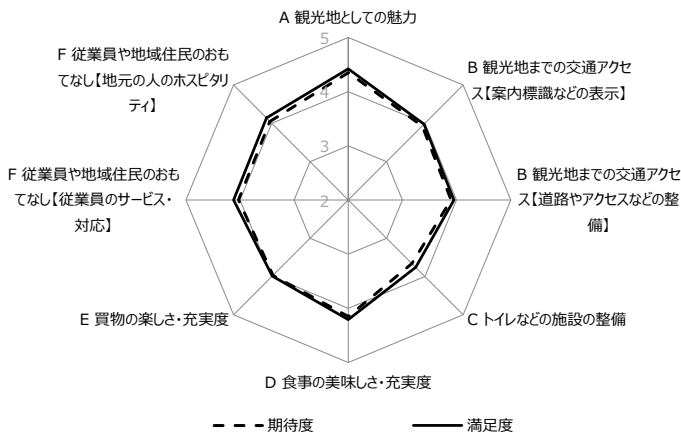 A 観光地としての魅力
B 観光地までの交通アクセ
ス【案内標識などの表示】
B 観光地までの交通アクセ
ス【道路やアクセスなどの整
備】
C トイレなどの施設の整備
D 食事の美味しさ・充実度
E 買物の楽しさ・充実度
F 従業員や地域住民のおも
てなし【従業員のサービス・
対応】
F 従業員や地域住民のおも
てなし【地元の人のホスピタリ
ティ】
5
4
3
2
期待度
満足度